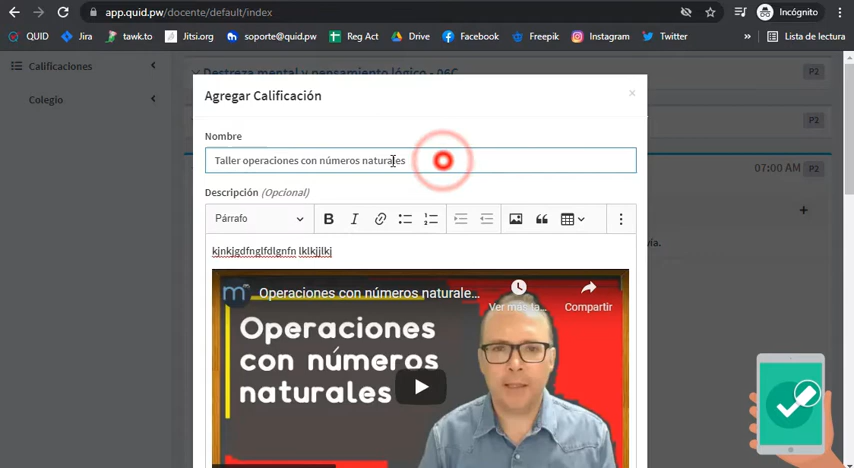 app.quid.pw/docente/default/index
Incógnito
QUID
Jira
tawk.to
Jitsi.org
soporte@quid.pw
Reg Act
Drive
Facebook
Freepik
Instagram
Twitter
»
Lista de lectura
Calificaciones
Destreza mental y pensamiento lógico - 06C
P2
Colegio
P2
Agregar Calificación
×
Nombre
Taller operaciones con números naturales
07:00 AM P2
Descripción (Opcional)
Párrafo
B I
kjnkjgdfnglfdlgnfn lklkjjlkj
vía.
m Operaciones con números naturale...
Ver más ta...
Compartir
Operaciones
con números
naturales